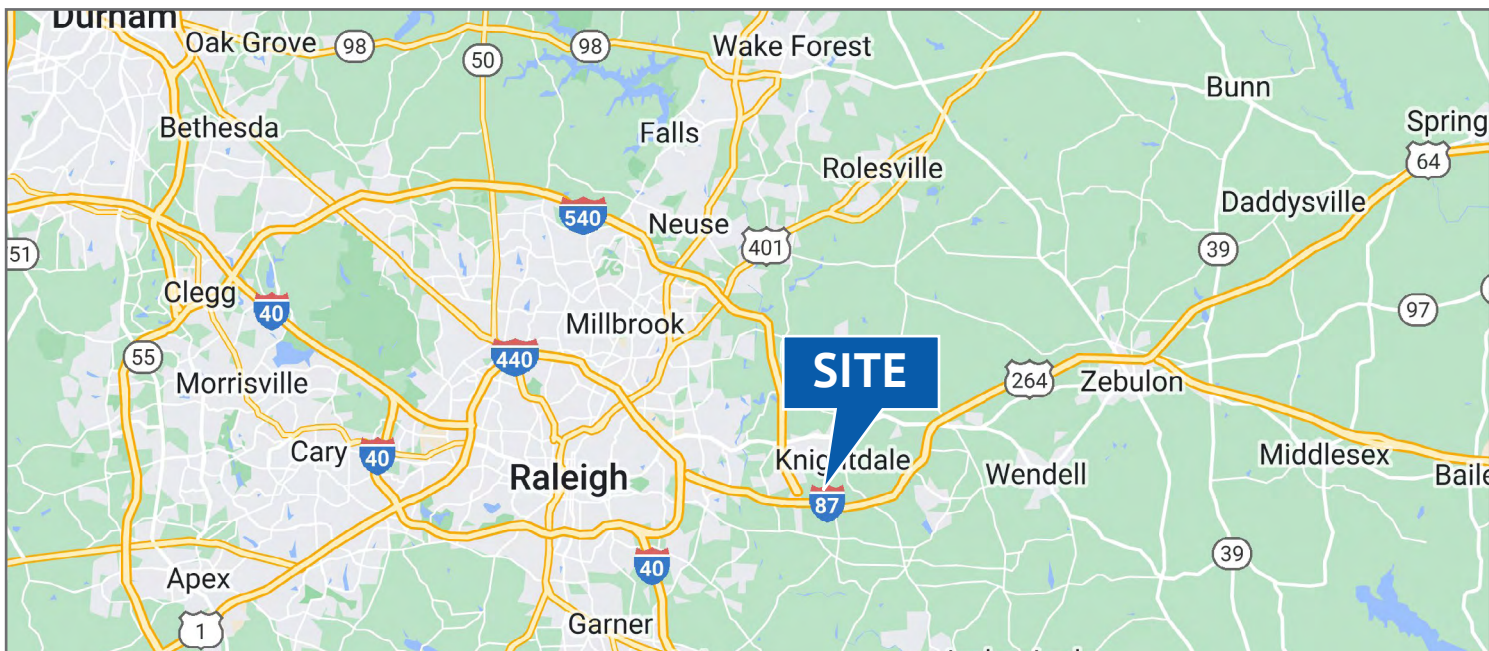 Durham
Oak Grove
98
50
98
Wake Forest
Bunn
Bethesda
Falls
Spring
64
Rolesville
Daddysville
540
Neuse
401
39
51
Clegg
40
97
Millbrook
440
55
SITE
264
Morrisville
Zebulon
Cary
40
Raleigh
Knightdale
Wendell
Middlesex
Baile
87
39
40
Apex
Garner
1